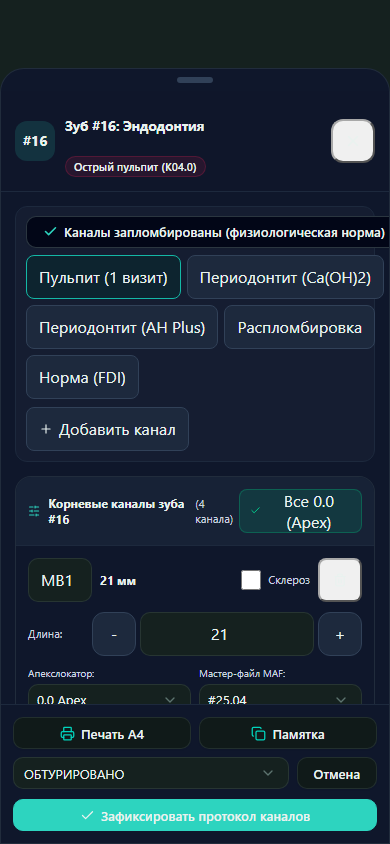 #16
Зуб #16: Эндодонтия
Острый пульпит (K04.0)
Каналы запломбированы (физиологическая норма)
Пульпит (1 визит)
Периодонтит (Ca(OH)2)
Периодонтит (AH Plus)
Распломбировка
Норма (FDI)
+ Добавить канал
Корневые каналы зуба
#16
(4
канала)
Все 0.0
(Apex)
MB1
21 мм
Склероз
Длина:
-
21
+
Апекслокатор:
Мастер-файл MAF:
0.0 Apex
#25.04
Печать А4
Памятка
ОБТУРИРОВАНО
Отмена
Зафиксировать протокол каналов